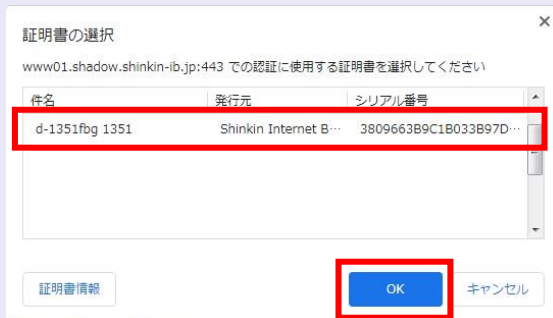 証明書の選択
www01.shadow.shinkin-ib.jp:443 での認証に使用する証明書を選択してください
件名 発行元 シリアル番号
d-1351fbg 1351 Shinkin Internet B… 3809663B9C1B033B97D…
証明書情報 OK キャンセル